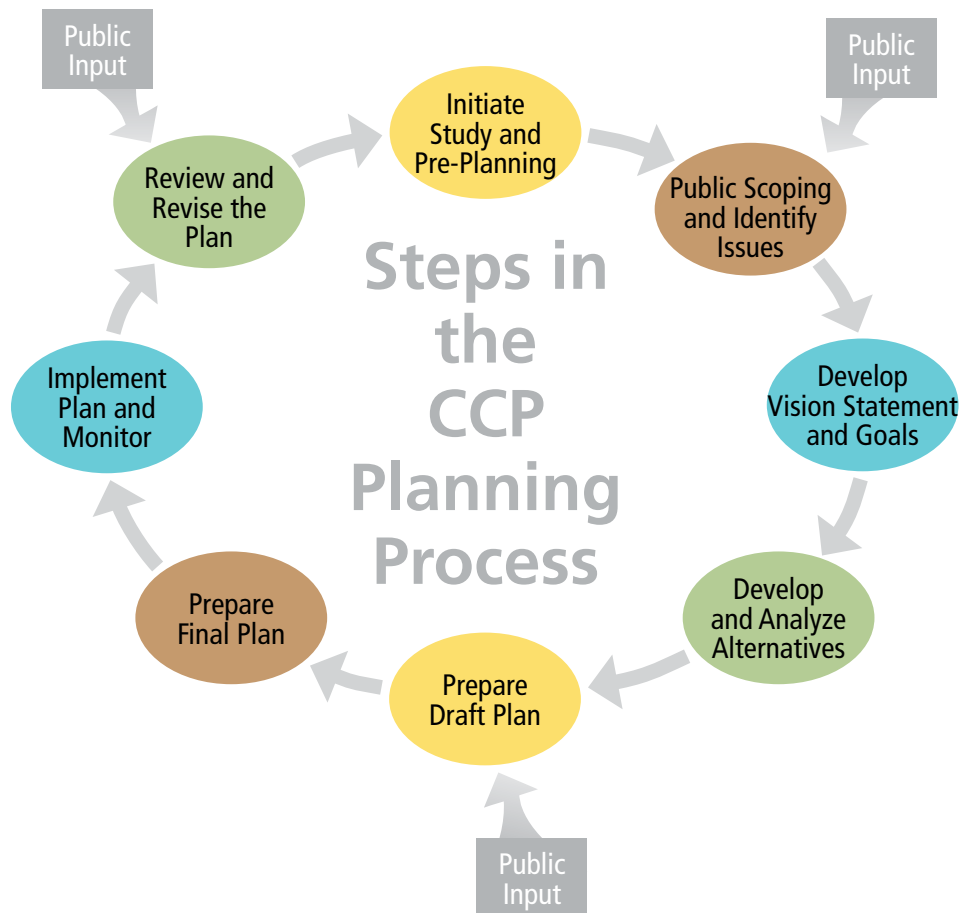 Public
Input
Public
Input
Initiate
Study and
Pre-Planning
Public Scoping
and Identify
Issues
Develop
Vision Statement
and Goals
Develop
and Analyze
Alternatives
Prepare
Draft Plan
Public
Input
Prepare
Final Plan
Implement
Plan and
Monitor
Review and
Revise the
Plan
Steps in
the
CCP
Planning
Process